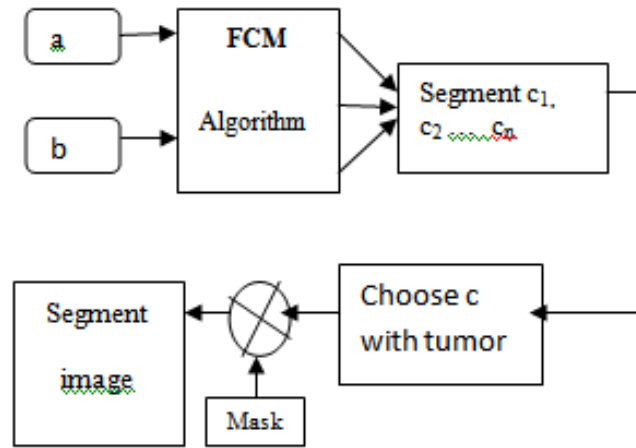 a
FCM
Algorithm
b
Segment c₁,
c₂ ........ cₙ
Choose c
with tumor
Segment
image
Mask